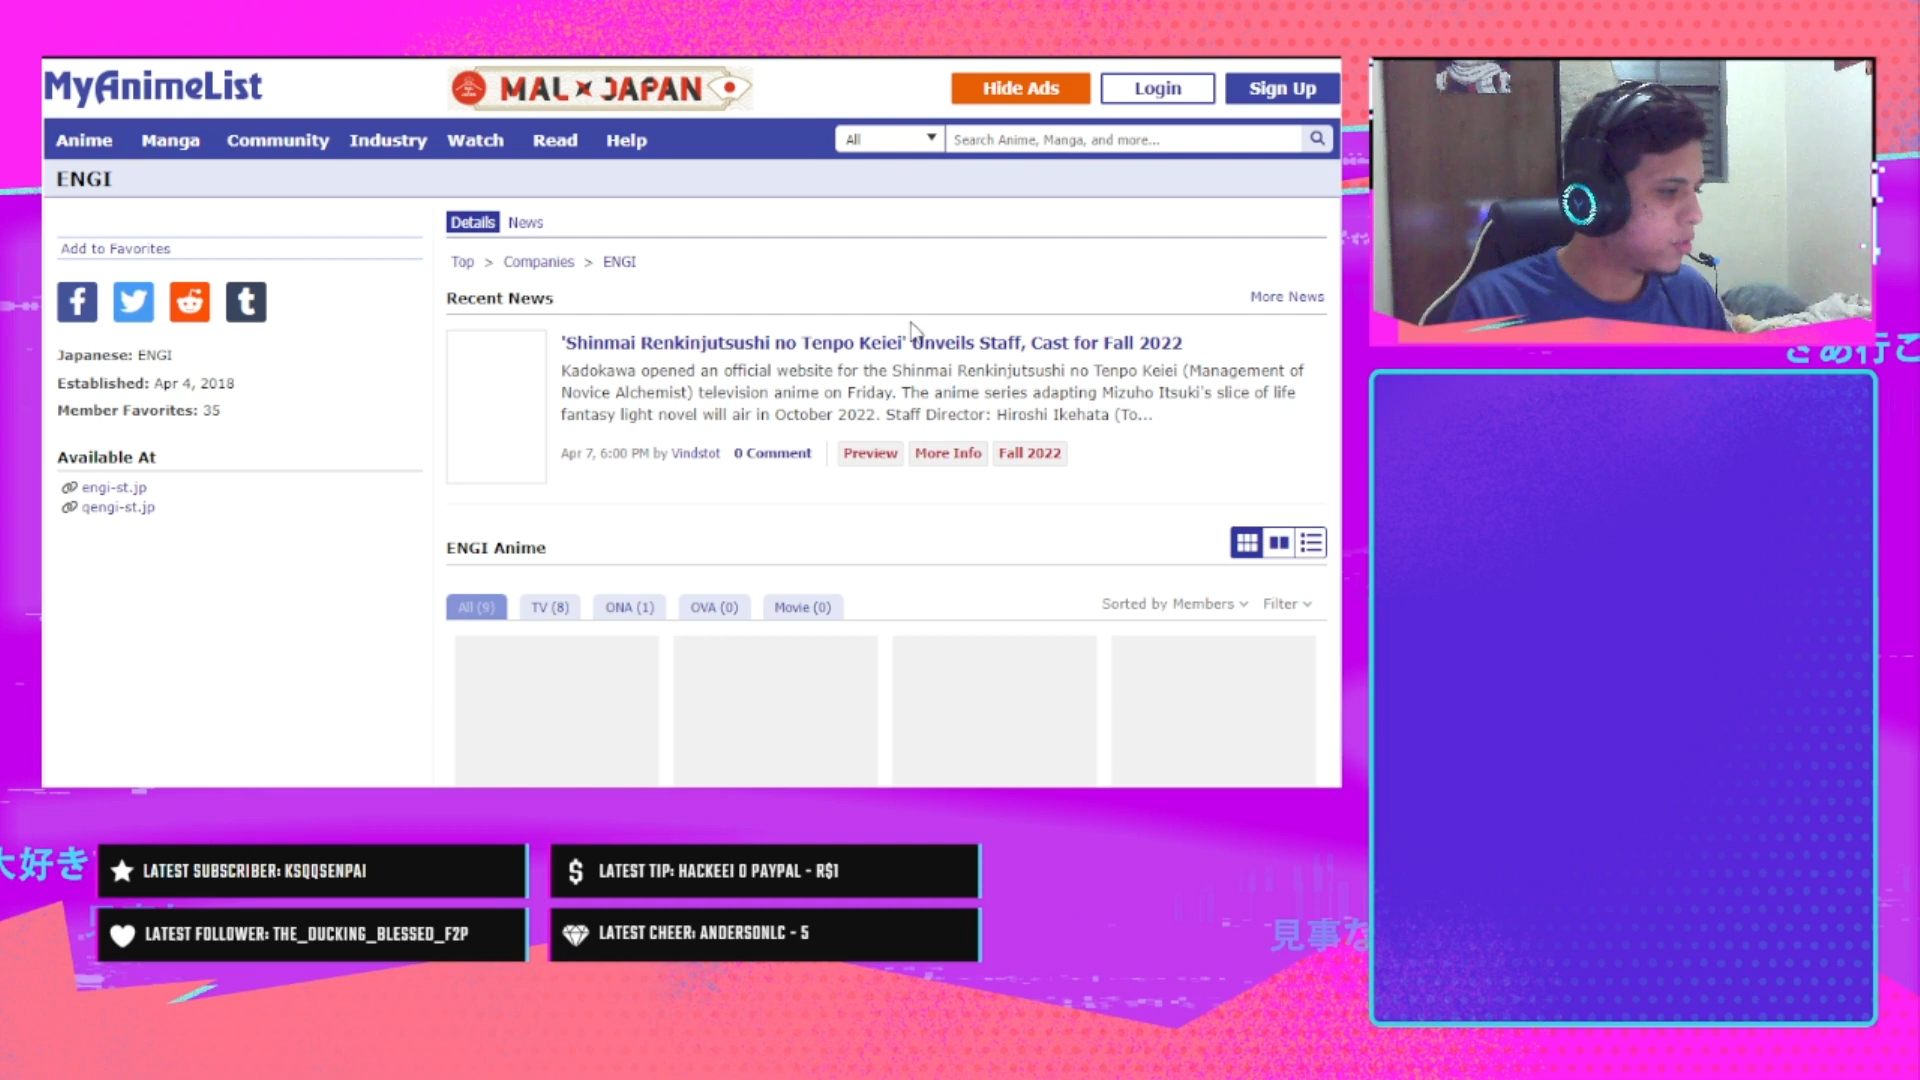 MyAnimeList
MAL × JAPAN
Hide Ads
Login
Sign Up
Anime
Manga
Community
Industry
Watch
Read
Help
All
Search Anime, Manga, and more...
ENGI
Add to Favorites
Japanese: ENGI
Established: Apr 4, 2018
Member Favorites: 35
Available At
engi-st.jp
qengi-st.jp
Details
News
Top > Companies > ENGI
Recent News
More News
'Shinmai Renkinjutsushi no Tenpo Keiei' Unveils Staff, Cast for Fall 2022
Kadokawa opened an official website for the Shinmai Renkinjutsushi no Tenpo Keiei (Management of
Novice Alchemist) television anime on Friday. The anime series adapting Mizuho Itsuki's slice of life
fantasy light novel will air in October 2022. Staff Director: Hiroshi Ikehata (To...
Apr 7, 6:00 PM by Vindstot
0 Comment
Preview
More Info
Fall 2022
ENGI Anime
All (9)
TV (8)
ONA (1)
OVA (0)
Movie (0)
Sorted by Members
Filter
大好き
LATEST SUBSCRIBER: KSQQSENPAI
LATEST TIP: HACKEEI O PAYPAL - R$1
LATEST FOLLOWER: THE_DUCKING_BLESSED_F2P
LATEST CHEER: ANDERSONLC - 5
見事な